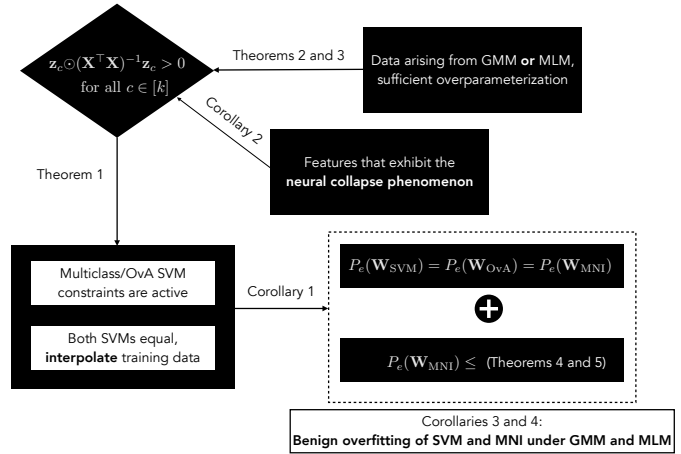 𝐳_c⊙(𝐗^⊤𝐗)^{−1}𝐳_c > 0
for all c ∈ [k]
Theorems 2 and 3
Data arising from GMM or MLM,
sufficient overparameterization
Corollary 2
Features that exhibit the
neural collapse phenomenon
Theorem 1
Multiclass/OvA SVM
constraints are active
Both SVMs equal,
interpolate training data
Corollary 1
P_e(𝐖_SVM) = P_e(𝐖_OvA) = P_e(𝐖_MNI)
+
P_e(𝐖_MNI) ≤ (Theorems 4 and 5)
Corollaries 3 and 4:
Benign overfitting of SVM and MNI under GMM and MLM